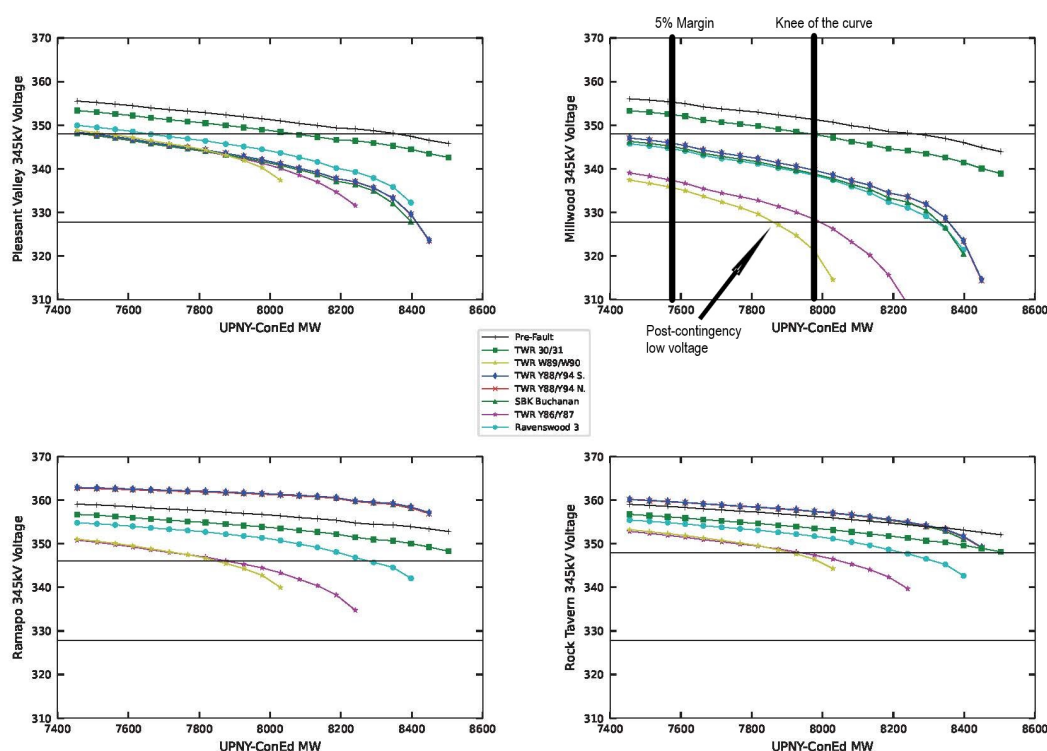 5% Margin
Knee of the curve
370
360
350
340
330
320
310
7400
7600
7800
8000
8200
8400
8600
Pleasant Valley 345kV Voltage
UPNY-ConEd MW
370
360
350
340
330
320
310
7400
7600
7800
8000
8200
8400
8600
Millwood 345kV Voltage
UPNY-ConEd MW
Post-contingency
low voltage
Pre-Fault
TWR 30/31
TWR W89/W90
TWR Y88/Y94 S.
TWR Y88/Y94 N.
SBK Buchanan
TWR Y86/Y87
Ravenswood 3
370
360
350
340
330
320
310
7400
7600
7800
8000
8200
8400
8600
Ramapo 345kV Voltage
UPNY-ConEd MW
370
360
350
340
330
320
310
7400
7600
7800
8000
8200
8400
8600
Rock Tavern 345kV Voltage
UPNY-ConEd MW